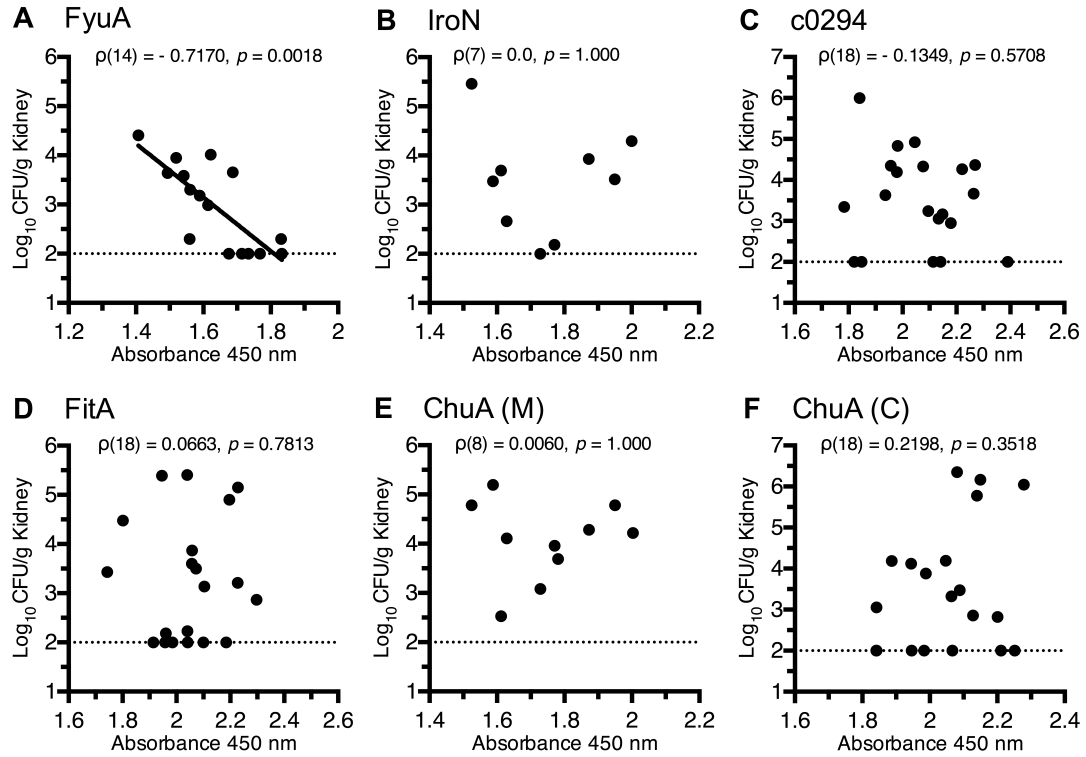 A FyuA
ρ(14) = - 0.7170, p = 0.0018
Log10 CFU/g Kidney
6
5
4
3
2
1
1.2 1.4 1.6 1.8 2
Absorbance 450 nm
B IroN
ρ(7) = 0.0, p = 1.000
Log10 CFU/g Kidney
6
5
4
3
2
1
1.4 1.6 1.8 2 2.2
Absorbance 450 nm
C c0294
ρ(18) = - 0.1349, p = 0.5708
Log10 CFU/g Kidney
7
6
5
4
3
2
1
1.6 1.8 2 2.2 2.4 2.6
Absorbance 450 nm
D FitA
ρ(18) = 0.0663, p = 0.7813
Log10 CFU/g Kidney
6
5
4
3
2
1
1.6 1.8 2 2.2 2.4 2.6
Absorbance 450 nm
E ChuA (M)
ρ(8) = 0.0060, p = 1.000
Log10 CFU/g Kidney
6
5
4
3
2
1
1.4 1.6 1.8 2 2.2
Absorbance 450 nm
F ChuA (C)
ρ(18) = 0.2198, p = 0.3518
Log10 CFU/g Kidney
7
6
5
4
3
2
1
1.6 1.8 2 2.2 2.4
Absorbance 450 nm